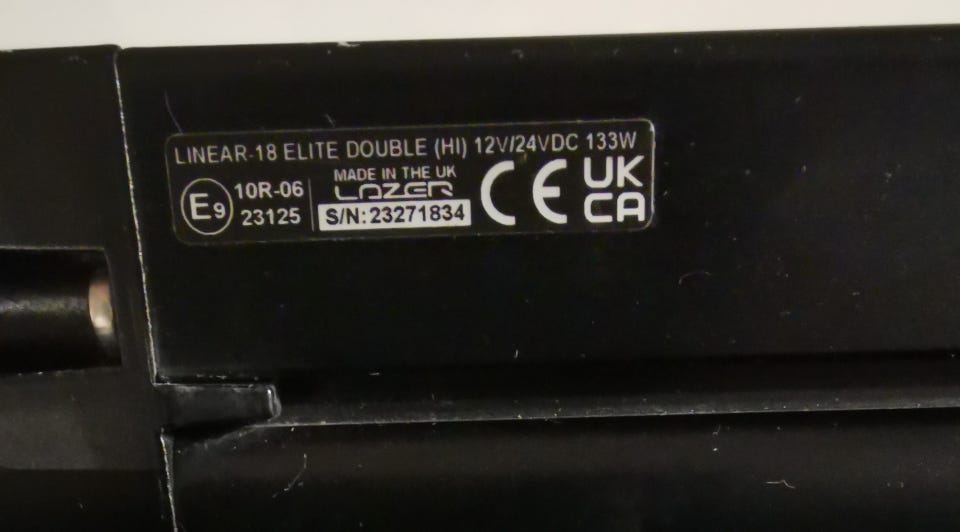 LINEAR-18 ELITE DOUBLE (HI) 12V/24VDC 133W
E9
10R-06
23125
MADE IN THE UK
LAZER
S/N: 23271834
CE
UK
CA